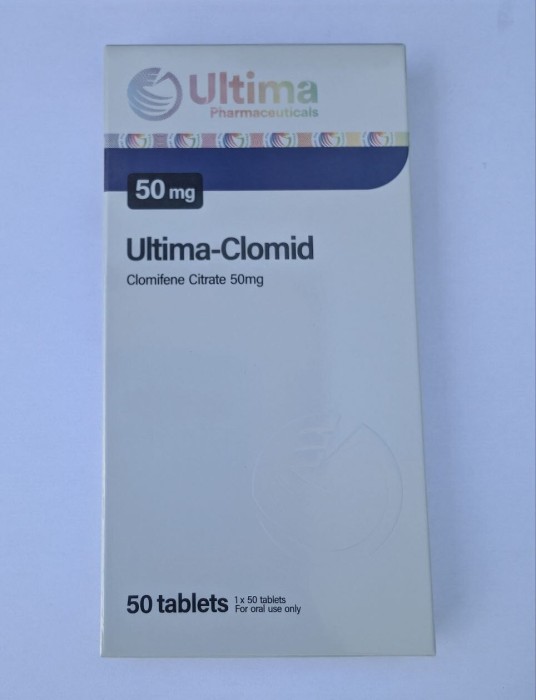 Ultima
Pharmaceuticals
50 mg
Ultima-Clomid
Clomifene Citrate 50mg
50 tablets
1 x 50 tablets
For oral use only